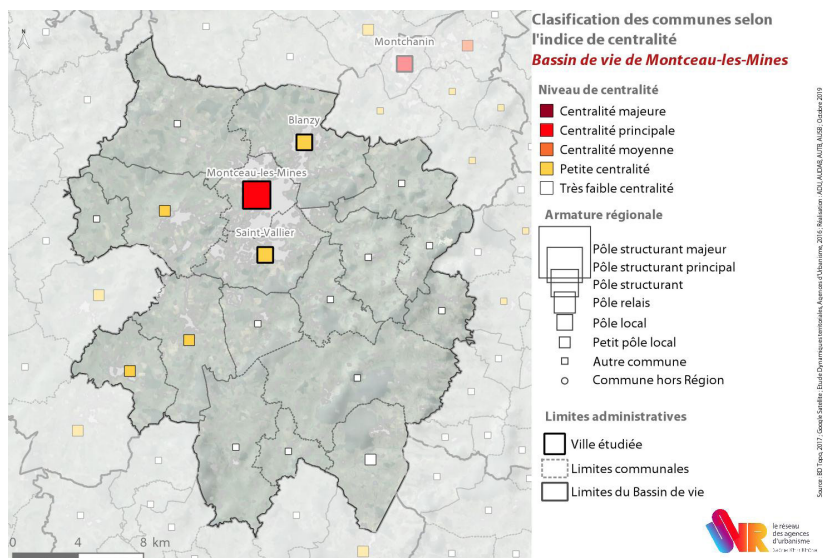 Clasification des communes selon
l'indice de centralité
Bassin de vie de Montceau-les-Mines
Niveau de centralité
Centralité majeure
Centralité principale
Centralité moyenne
Petite centralité
Très faible centralité
Armature régionale
Pôle structurant majeur
Pôle structurant principal
Pôle structurant
Pôle relais
Pôle local
Petit pôle local
Autre commune
Commune hors Région
Limites administratives
Ville étudiée
Limites communales
Limites du Bassin de vie
N
Montchanin
Blanzy
Montceau-les-Mines
Saint-Vallier
0 4 8 km
le réseau
des agences
d'urbanisme